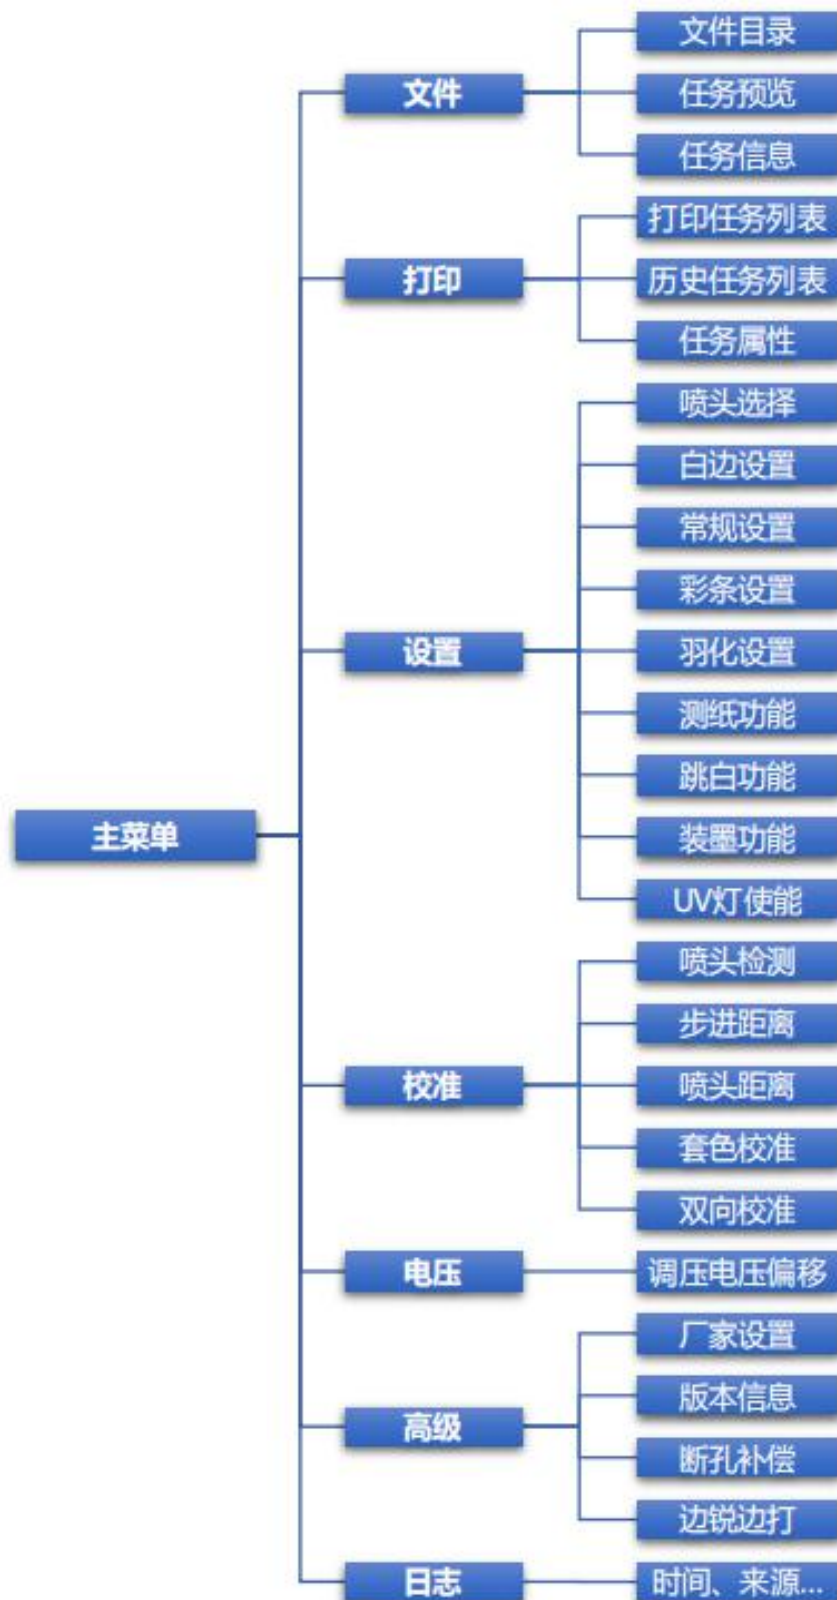 主菜单
文件
文件目录
任务预览
任务信息
打印
打印任务列表
历史任务列表
任务属性
设置
喷头选择
白边设置
常规设置
彩条设置
羽化设置
测纸功能
跳白功能
装墨功能
UV灯使能
校准
喷头检测
步进距离
喷头距离
套色校准
双向校准
电压
调压电压偏移
高级
厂家设置
版本信息
断孔补偿
边锐边打
日志
时间、来源...